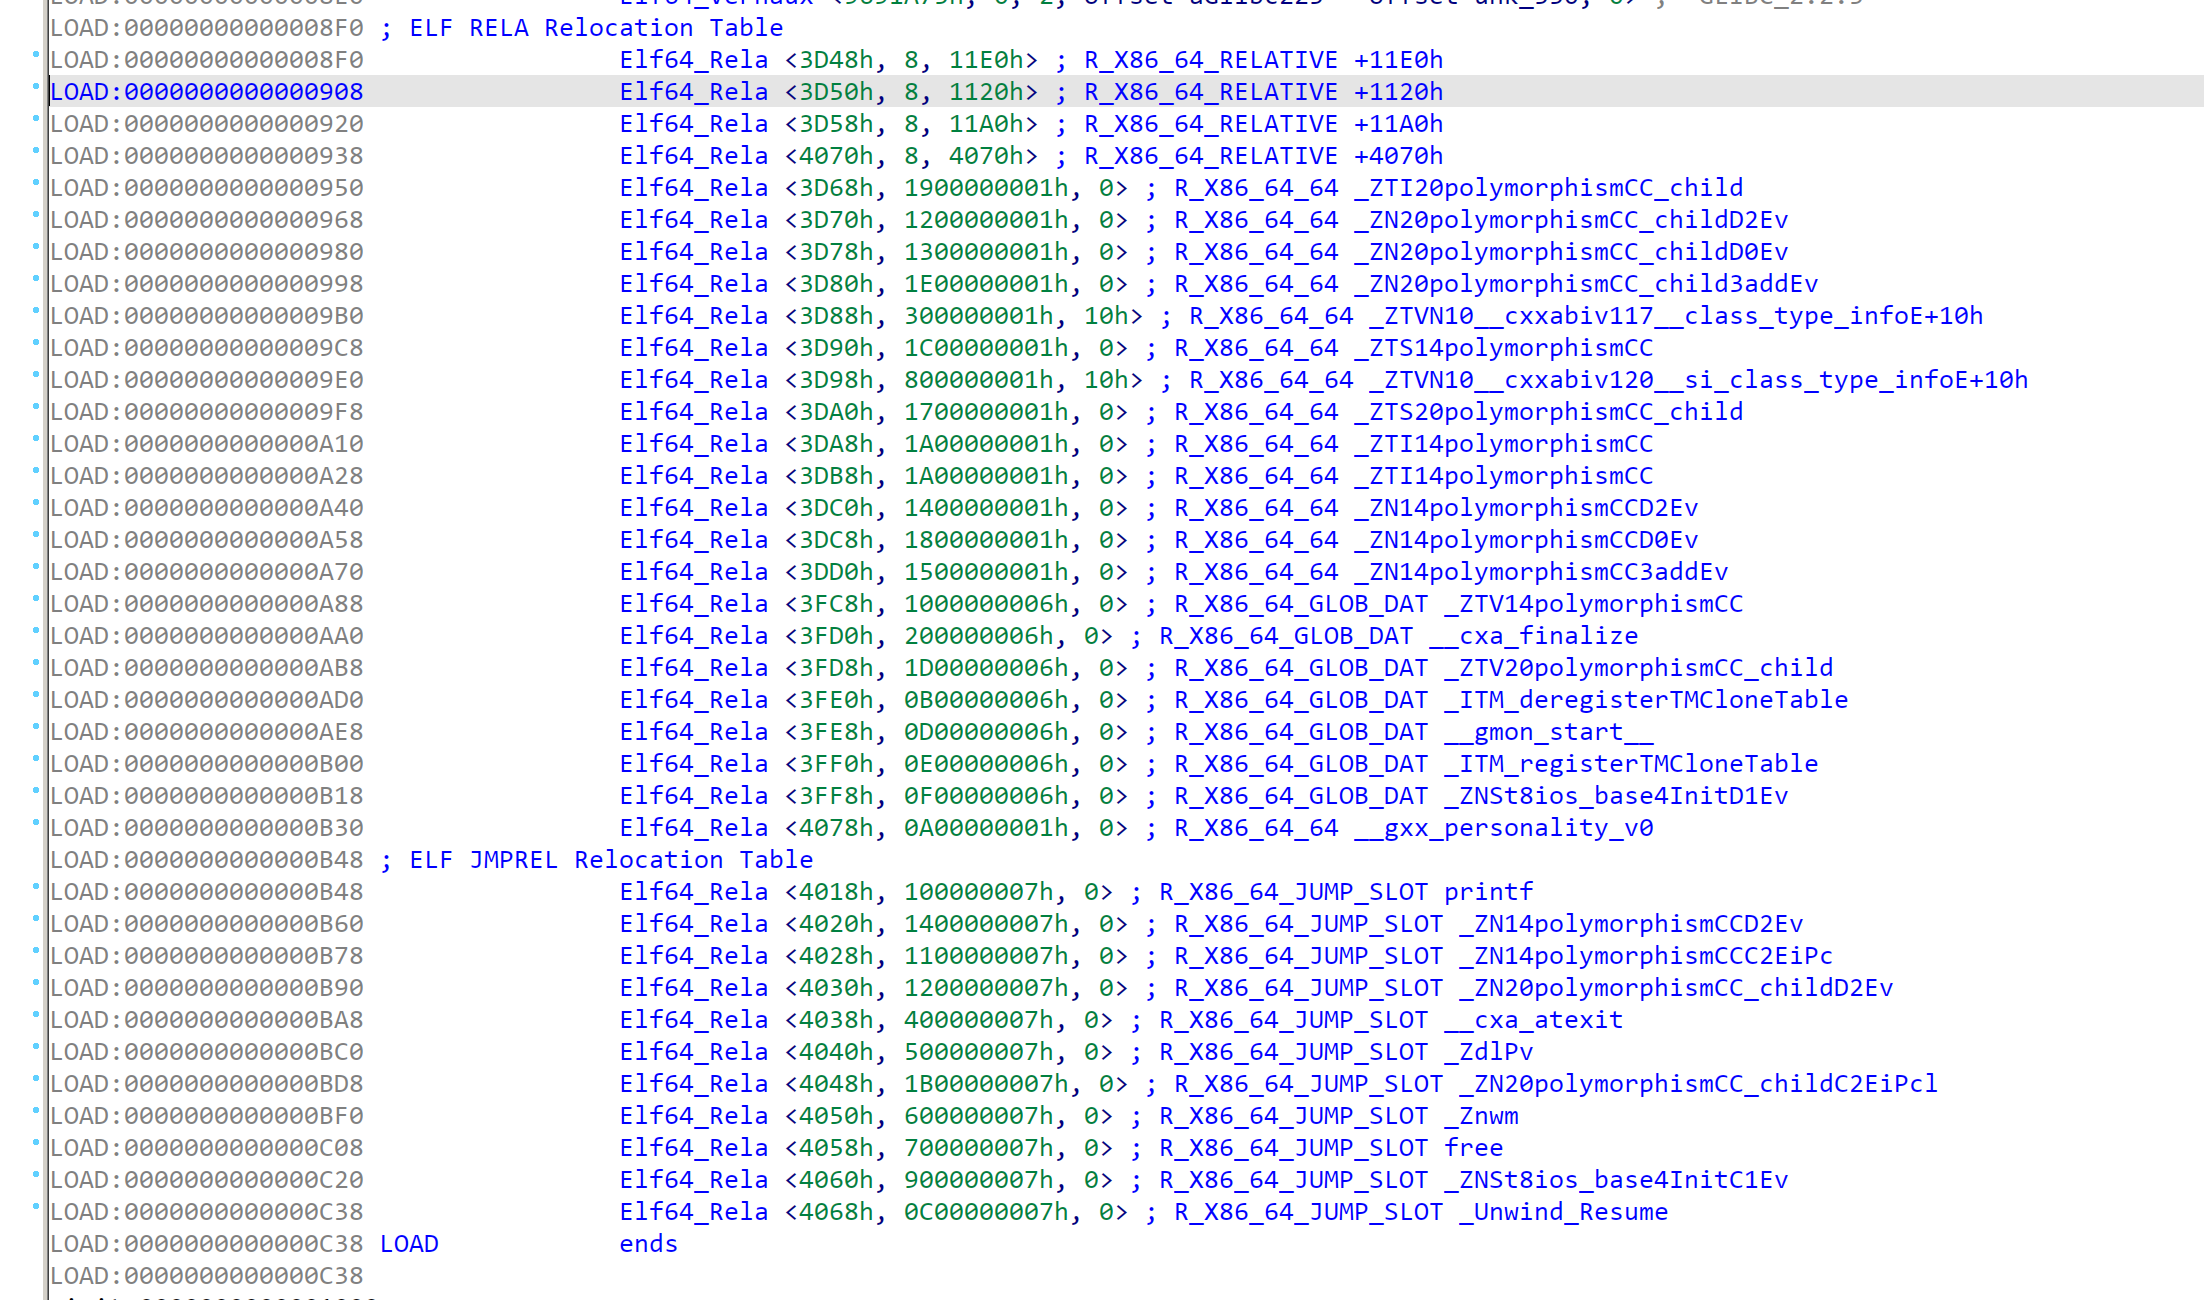 LOAD:00000000000008F0 ; ELF RELA Relocation Table
LOAD:00000000000008F0 Elf64_Rela <3D48h, 8, 11E0h> ; R_X86_64_RELATIVE +11E0h
LOAD:0000000000000908 Elf64_Rela <3D50h, 8, 1120h> ; R_X86_64_RELATIVE +1120h
LOAD:0000000000000920 Elf64_Rela <3D58h, 8, 11A0h> ; R_X86_64_RELATIVE +11A0h
LOAD:0000000000000938 Elf64_Rela <4070h, 8, 4070h> ; R_X86_64_RELATIVE +4070h
LOAD:0000000000000950 Elf64_Rela <3D68h, 1900000001h, 0> ; R_X86_64_64 _ZTI20polymorphismCC_child
LOAD:0000000000000968 Elf64_Rela <3D70h, 1200000001h, 0> ; R_X86_64_64 _ZN20polymorphismCC_childD2Ev
LOAD:0000000000000980 Elf64_Rela <3D78h, 1300000001h, 0> ; R_X86_64_64 _ZN20polymorphismCC_childD0Ev
LOAD:0000000000000998 Elf64_Rela <3D80h, 1E00000001h, 0> ; R_X86_64_64 _ZN20polymorphismCC_child3addEv
LOAD:00000000000009B0 Elf64_Rela <3D88h, 300000001h, 10h> ; R_X86_64_64 _ZTVN10__cxxabiv117__class_type_infoE+10h
LOAD:00000000000009C8 Elf64_Rela <3D90h, 1C00000001h, 0> ; R_X86_64_64 _ZTS14polymorphismCC
LOAD:00000000000009E0 Elf64_Rela <3D98h, 800000001h, 10h> ; R_X86_64_64 _ZTVN10__cxxabiv120__si_class_type_infoE+10h
LOAD:00000000000009F8 Elf64_Rela <3DA0h, 1700000001h, 0> ; R_X86_64_64 _ZTS20polymorphismCC_child
LOAD:0000000000000A10 Elf64_Rela <3DA8h, 1A00000001h, 0> ; R_X86_64_64 _ZTI14polymorphismCC
LOAD:0000000000000A28 Elf64_Rela <3DB8h, 1A00000001h, 0> ; R_X86_64_64 _ZTI14polymorphismCC
LOAD:0000000000000A40 Elf64_Rela <3DC0h, 1400000001h, 0> ; R_X86_64_64 _ZN14polymorphismCCD2Ev
LOAD:0000000000000A58 Elf64_Rela <3DC8h, 1800000001h, 0> ; R_X86_64_64 _ZN14polymorphismCCD0Ev
LOAD:0000000000000A70 Elf64_Rela <3DD0h, 1500000001h, 0> ; R_X86_64_64 _ZN14polymorphismCC3addEv
LOAD:0000000000000A88 Elf64_Rela <3FC8h, 1000000006h, 0> ; R_X86_64_GLOB_DAT _ZTV14polymorphismCC
LOAD:0000000000000AA0 Elf64_Rela <3FD0h, 200000006h, 0> ; R_X86_64_GLOB_DAT __cxa_finalize
LOAD:0000000000000AB8 Elf64_Rela <3FD8h, 1D00000006h, 0> ; R_X86_64_GLOB_DAT _ZTV20polymorphismCC_child
LOAD:0000000000000AD0 Elf64_Rela <3FE0h, 0B00000006h, 0> ; R_X86_64_GLOB_DAT _ITM_deregisterTMCloneTable
LOAD:0000000000000AE8 Elf64_Rela <3FE8h, 0D00000006h, 0> ; R_X86_64_GLOB_DAT __gmon_start__
LOAD:0000000000000B00 Elf64_Rela <3FF0h, 0E00000006h, 0> ; R_X86_64_GLOB_DAT _ITM_registerTMCloneTable
LOAD:0000000000000B18 Elf64_Rela <3FF8h, 0F00000006h, 0> ; R_X86_64_GLOB_DAT _ZNSt8ios_base4InitD1Ev
LOAD:0000000000000B30 Elf64_Rela <4078h, 0A00000001h, 0> ; R_X86_64_64 __gxx_personality_v0
LOAD:0000000000000B48 ; ELF JMPREL Relocation Table
LOAD:0000000000000B48 Elf64_Rela <4018h, 100000007h, 0> ; R_X86_64_JUMP_SLOT printf
LOAD:0000000000000B60 Elf64_Rela <4020h, 1400000007h, 0> ; R_X86_64_JUMP_SLOT _ZN14polymorphismCCD2Ev
LOAD:0000000000000B78 Elf64_Rela <4028h, 1100000007h, 0> ; R_X86_64_JUMP_SLOT _ZN14polymorphismCCC2EiPc
LOAD:0000000000000B90 Elf64_Rela <4030h, 1200000007h, 0> ; R_X86_64_JUMP_SLOT _ZN20polymorphismCC_childD2Ev
LOAD:0000000000000BA8 Elf64_Rela <4038h, 400000007h, 0> ; R_X86_64_JUMP_SLOT __cxa_atexit
LOAD:0000000000000BC0 Elf64_Rela <4040h, 500000007h, 0> ; R_X86_64_JUMP_SLOT _ZdlPv
LOAD:0000000000000BD8 Elf64_Rela <4048h, 1B00000007h, 0> ; R_X86_64_JUMP_SLOT _ZN20polymorphismCC_childC2EiPcl
LOAD:0000000000000BF0 Elf64_Rela <4050h, 600000007h, 0> ; R_X86_64_JUMP_SLOT _Znwm
LOAD:0000000000000C08 Elf64_Rela <4058h, 700000007h, 0> ; R_X86_64_JUMP_SLOT free
LOAD:0000000000000C20 Elf64_Rela <4060h, 900000007h, 0> ; R_X86_64_JUMP_SLOT _ZNSt8ios_base4InitC1Ev
LOAD:0000000000000C38 Elf64_Rela <4068h, 0C00000007h, 0> ; R_X86_64_JUMP_SLOT _Unwind_Resume
LOAD:0000000000000C38 LOAD ends
LOAD:0000000000000C38